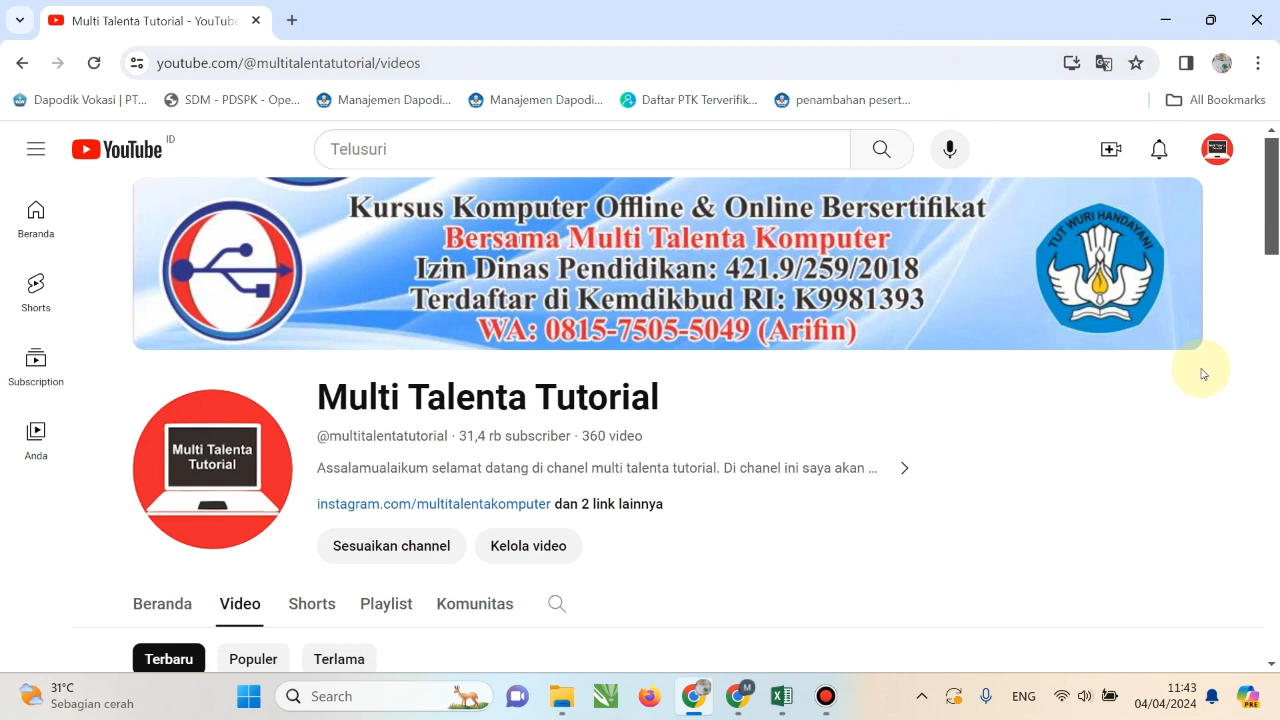 Multi Talenta Tutorial - YouTube
youtube.com/@multitalentatutorial/videos
Dapodik Vokasi | PT...
SDM - PDSPK - Ope...
Manajemen Dapodi...
Manajemen Dapodi...
Daftar PTK Terverifik...
penambahan pesert...
All Bookmarks
YouTube ID
Telusuri
Beranda
Shorts
Subscription
Anda
Kursus Komputer Offline & Online Bersertifikat
Bersama Multi Talenta Komputer
Izin Dinas Pendidikan: 421.9/259/2018
Terdaftar di Kemdikbud RI: K9981393
WA: 0815-7505-5049 (Arifin)
TUT WURI HANDAYANI
Multi Talenta
Tutorial
Multi Talenta Tutorial
@multitalentatutorial · 31,4 rb subscriber · 360 video
Assalamualaikum selamat datang di chanel multi talenta tutorial. Di chanel ini saya akan ...
instagram.com/multitalentakomputer dan 2 link lainnya
Sesuaikan channel
Kelola video
Beranda Video Shorts Playlist Komunitas
Terbaru Populer Terlama
31°C
Sebagian cerah
Search
M
ENG
11:43
04/04/2024
PRE